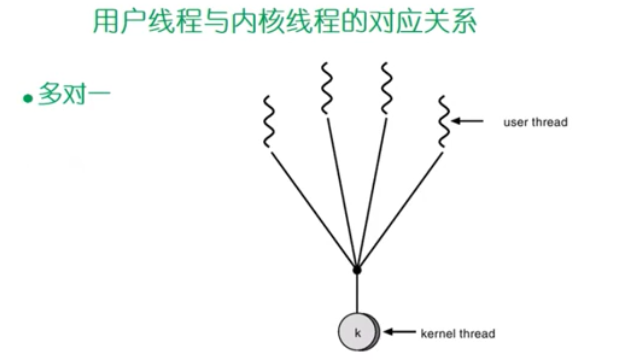 用户线程与内核线程的对应关系
•多对一
user thread
k
kernel thread